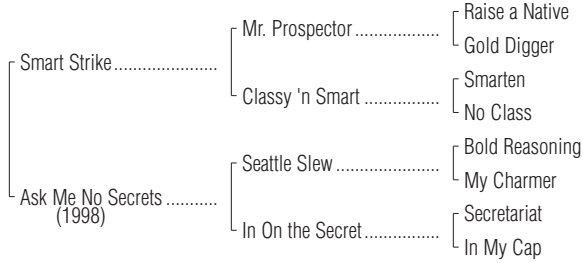 Raise a Native
Mr. Prospector ..................
Gold Digger
Smart Strike ......................
Smarten
Classy 'n Smart ................
No Class
Bold Reasoning
Seattle Slew ......................
My Charmer
Ask Me No Secrets ...........
(1998)
Secretariat
In On the Secret ................
In My Cap